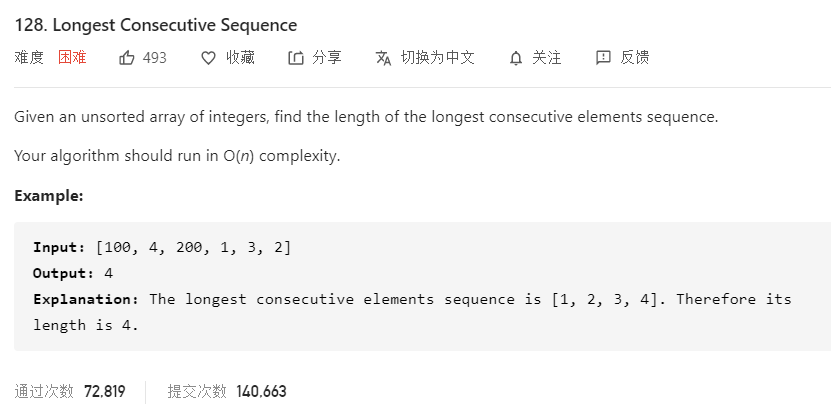 128. Longest Consecutive Sequence
难度 困难 493 收藏 分享 切换为中文 关注 反馈
Given an unsorted array of integers, find the length of the longest consecutive elements sequence.
Your algorithm should run in O(n) complexity.
Example:
Input: [100, 4, 200, 1, 3, 2]
Output: 4
Explanation: The longest consecutive elements sequence is [1, 2, 3, 4]. Therefore its
length is 4.
通过次数 72,819 提交次数 140,663